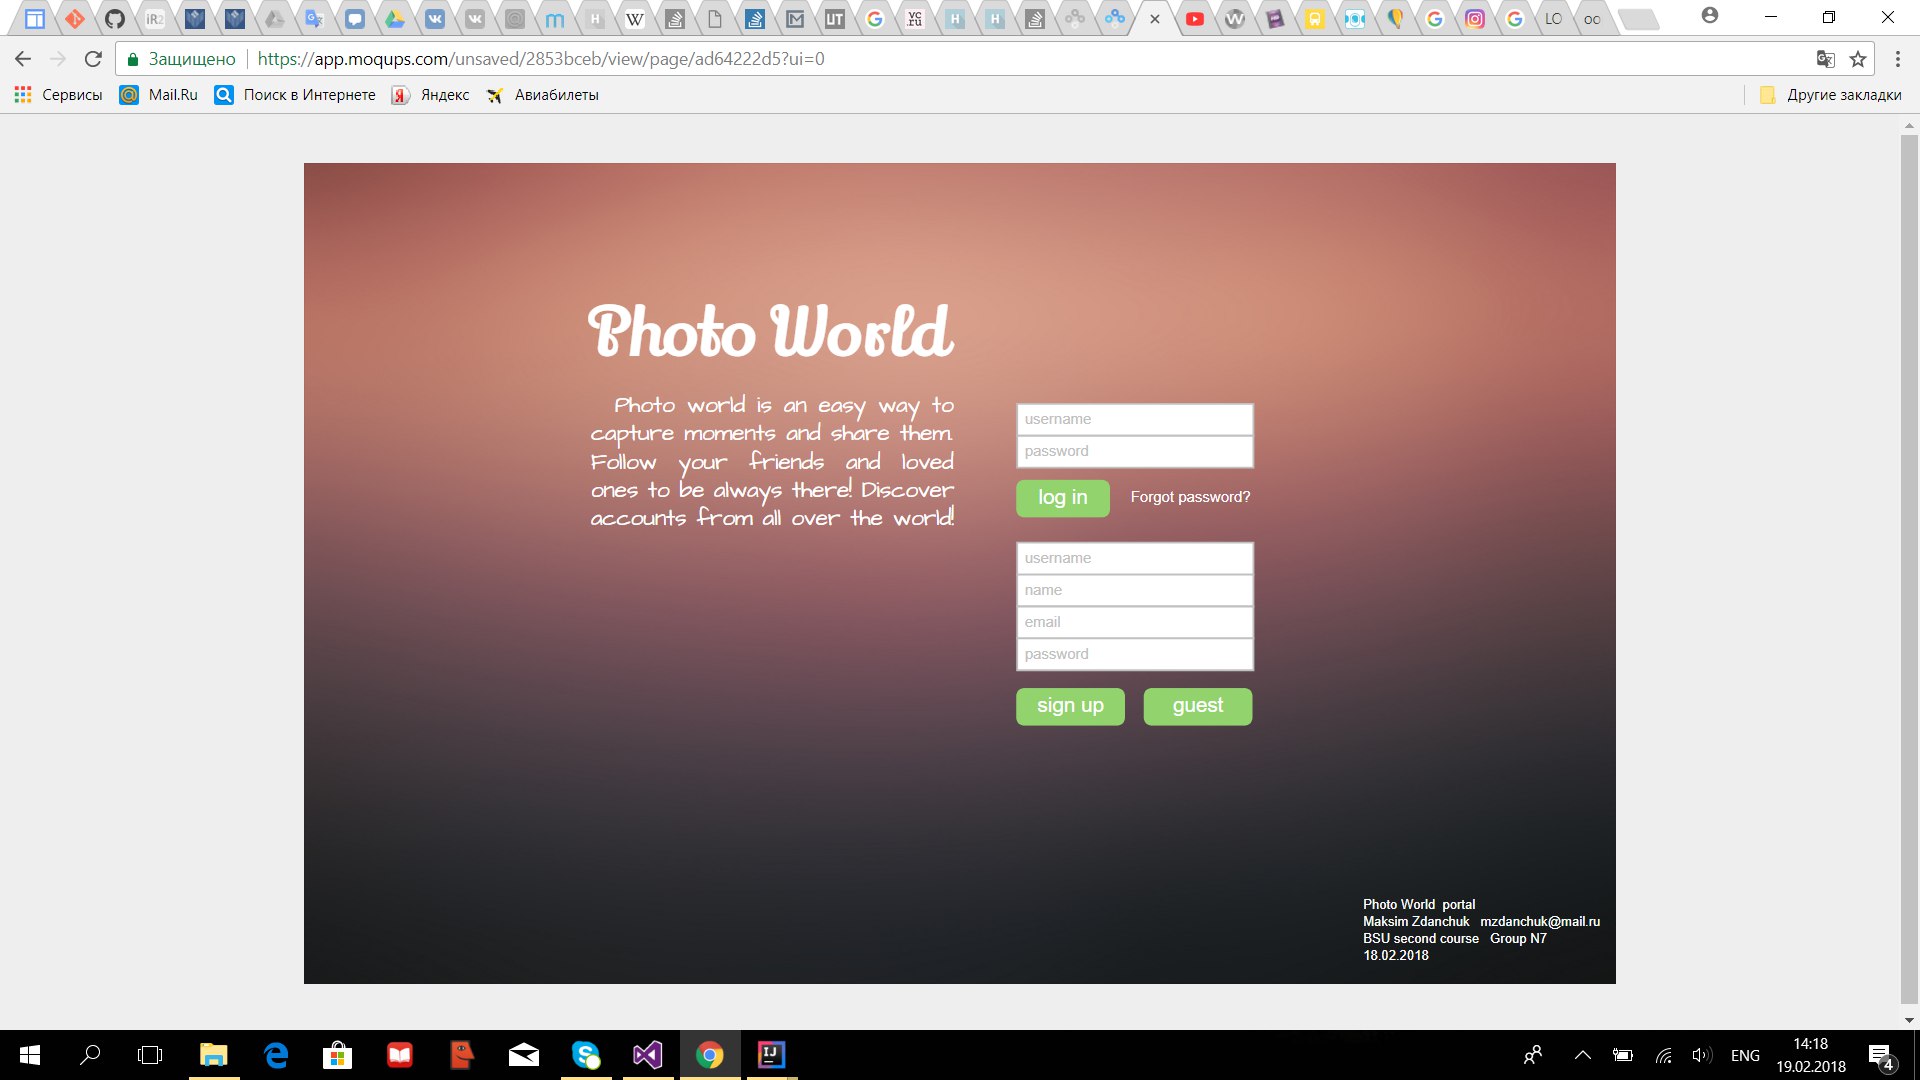 LO
Защищено
https://app.moqups.com/unsaved/2853bceb/view/page/ad64222d5?ui=0
Сервисы Mail.Ru Поиск в Интернете Яндекс Авиабилеты Другие закладки
Photo World
Photo world is an easy way to
capture moments and share them.
Follow your friends and loved
ones to be always there! Discover
accounts from all over the world!
username
password
log in Forgot password?
username
name
email
password
sign up guest
Photo World portal
Maksim Zdanchuk mzdanchuk@mail.ru
BSU second course Group N7
18.02.2018
ENG
14:18
19.02.2018
4